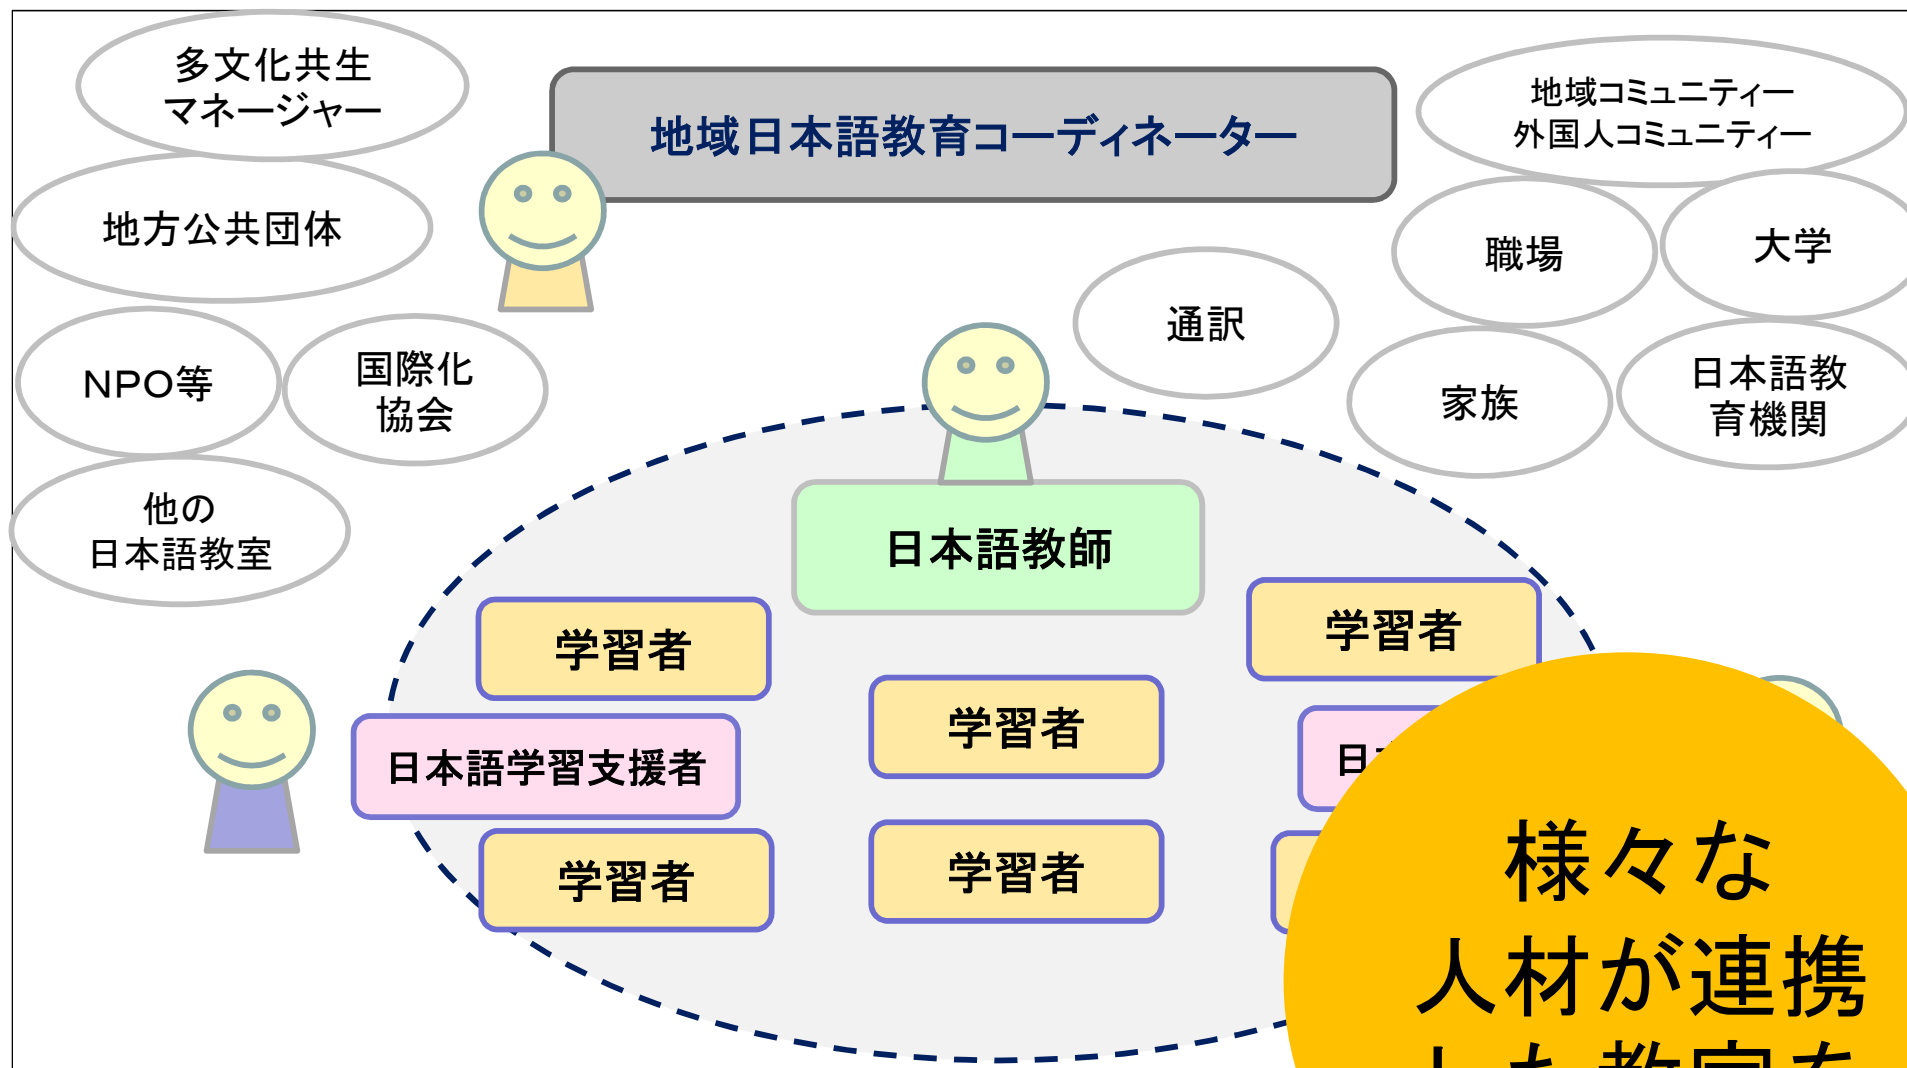 多文化共生
マネージャー
地域日本語教育コーディネーター
地域コミュニティー
外国人コミュニティー
地方公共団体
職場
大学
通訳
NPO等
国際化
協会
家族
日本語教
育機関
他の
日本語教室
日本語教師
学習者
学習者
学習者
日本語学習支援者
学習者
学習者
様々な
人材が連携
した教室を